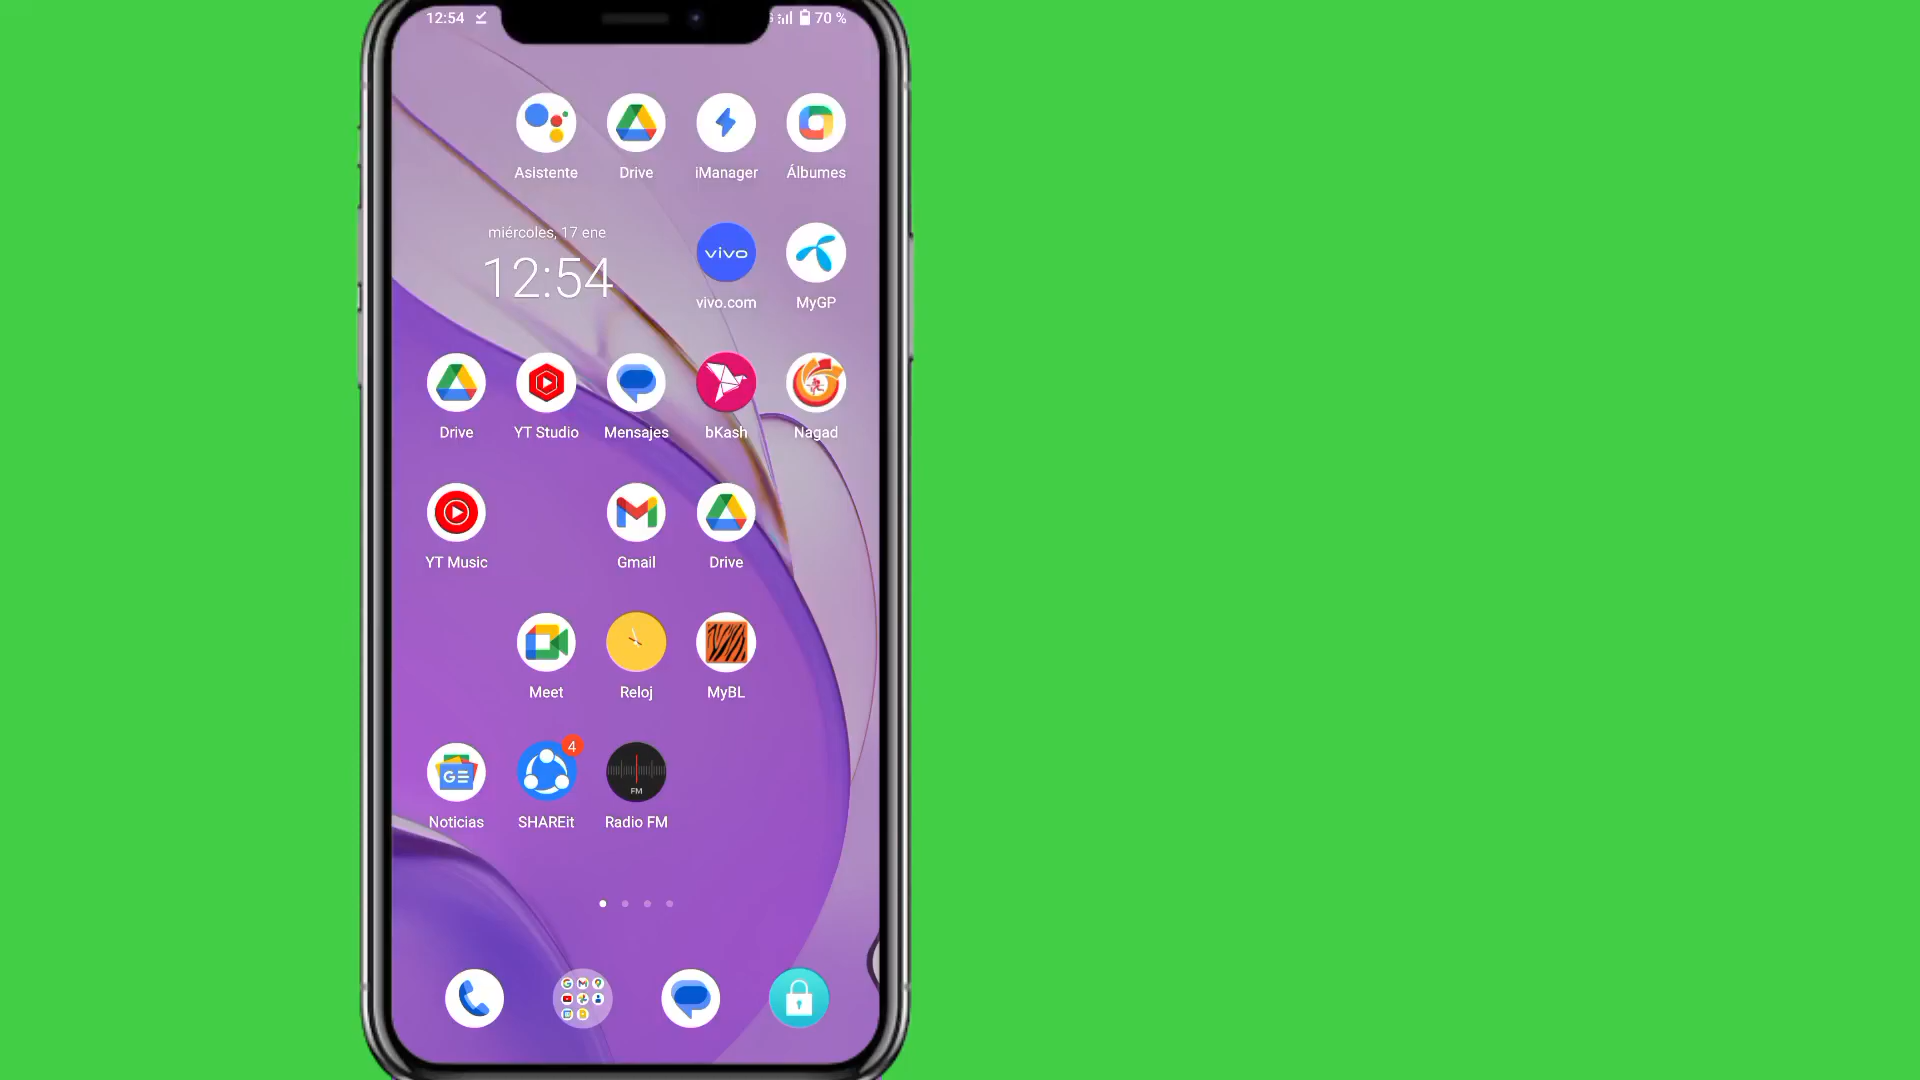 12:54
70 %
Asistente
Drive
iManager
Álbumes
miércoles, 17 ene
12:54
vivo
vivo.com
MyGP
Drive
YT Studio
Mensajes
bKash
Nagad
YT Music
Gmail
Drive
Meet
Reloj
MyBL
4
FM
Noticias
SHAREit
Radio FM